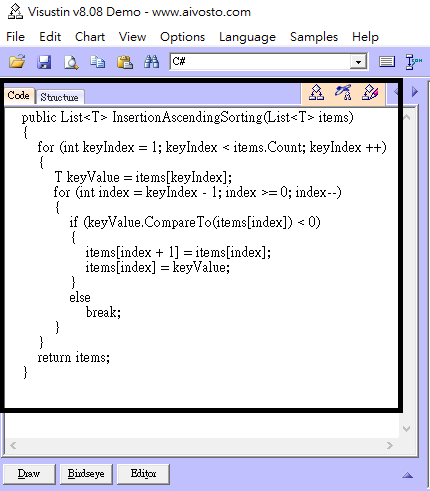 Visustin v8.08 Demo - www.aivosto.com
File Edit Chart View Options Language Samples Help
C#
Code Structure
public List<T> InsertionAscendingSorting(List<T> items)
{
for (int keyIndex = 1; keyIndex < items.Count; keyIndex ++)
{
T keyValue = items[keyIndex];
for (int index = keyIndex - 1; index >= 0; index--)
{
if (keyValue.CompareTo(items[index]) < 0)
{
items[index + 1] = items[index];
items[index] = keyValue;
}
else
break;
}
}
return items;
}
Draw Birdseye Editor